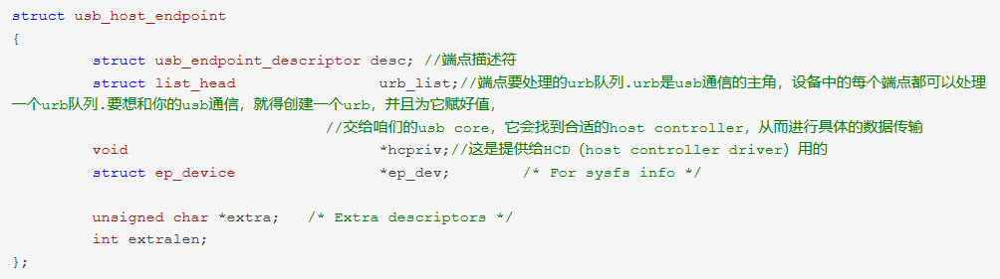 struct usb_host_endpoint
{
struct usb_endpoint_descriptor desc; //端点描述符
struct list_head urb_list;//端点要处理的urb队列.urb是usb通信的主角，设备中的每个端点都可以处理
一个urb队列.要想和你的usb通信，就得创建一个urb，并且为它赋好值，
//交给咱们的usb core，它会找到合适的host controller，从而进行具体的数据传输
void *hcpriv;//这是提供给HCD（host controller driver）用的
struct ep_device *ep_dev; /* For sysfs info */
unsigned char *extra; /* Extra descriptors */
int extralen;
};